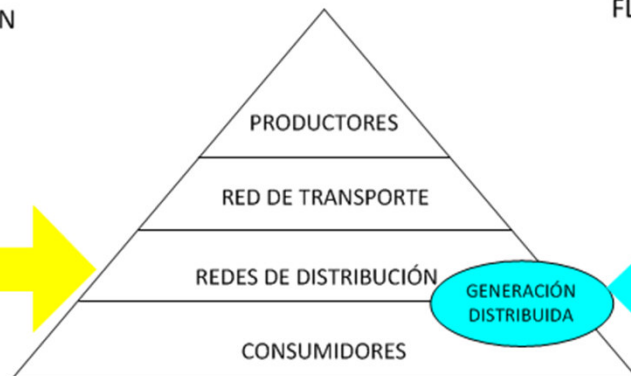 N
FL
PRODUCTORES
RED DE TRANSPORTE
REDES DE DISTRIBUCIÓN
GENERACIÓN
DISTRIBUIDA
CONSUMIDORES